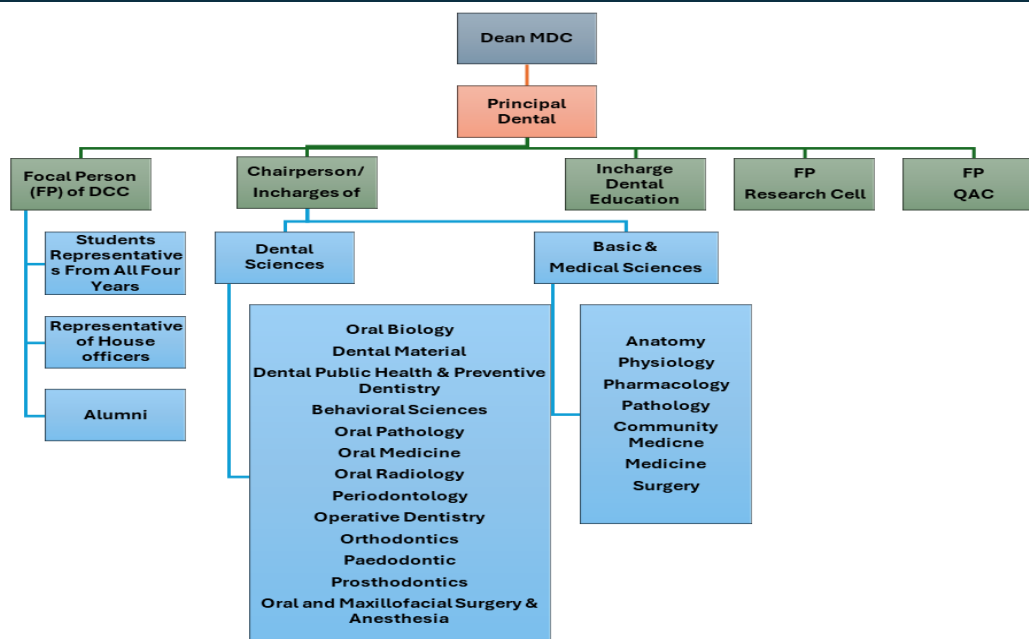 Dean MDC
Principal
Dental
Focal Person
(FP) of DCC
Chairperson/
Incharges of
Incharge
Dental
Education
FP
Research Cell
FP
QAC
Students
Representative
s From All Four
Years
Representative
of House
officers
Alumni
Dental
Sciences
Oral Biology
Dental Material
Dental Public Health & Preventive
Dentistry
Behavioral Sciences
Oral Pathology
Oral Medicine
Oral Radiology
Periodontology
Operative Dentistry
Orthodontics
Paedodontic
Prosthodontics
Oral and Maxillofacial Surgery &
Anesthesia
Basic &
Medical Sciences
Anatomy
Physiology
Pharmacology
Pathology
Community
Medicne
Medicine
Surgery